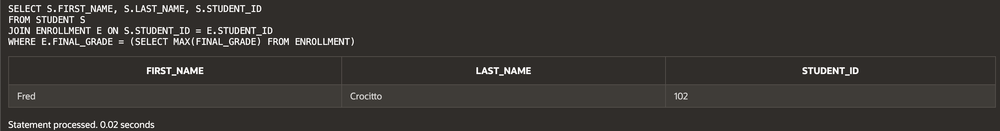 SELECT S.FIRST_NAME, S.LAST_NAME, S.STUDENT_ID
FROM STUDENT S
JOIN ENROLLMENT E ON S.STUDENT_ID = E.STUDENT_ID
WHERE E.FINAL_GRADE = (SELECT MAX(FINAL_GRADE) FROM ENROLLMENT)
FIRST_NAME LAST_NAME STUDENT_ID
Fred Crocitto 102
Statement processed. 0.02 seconds